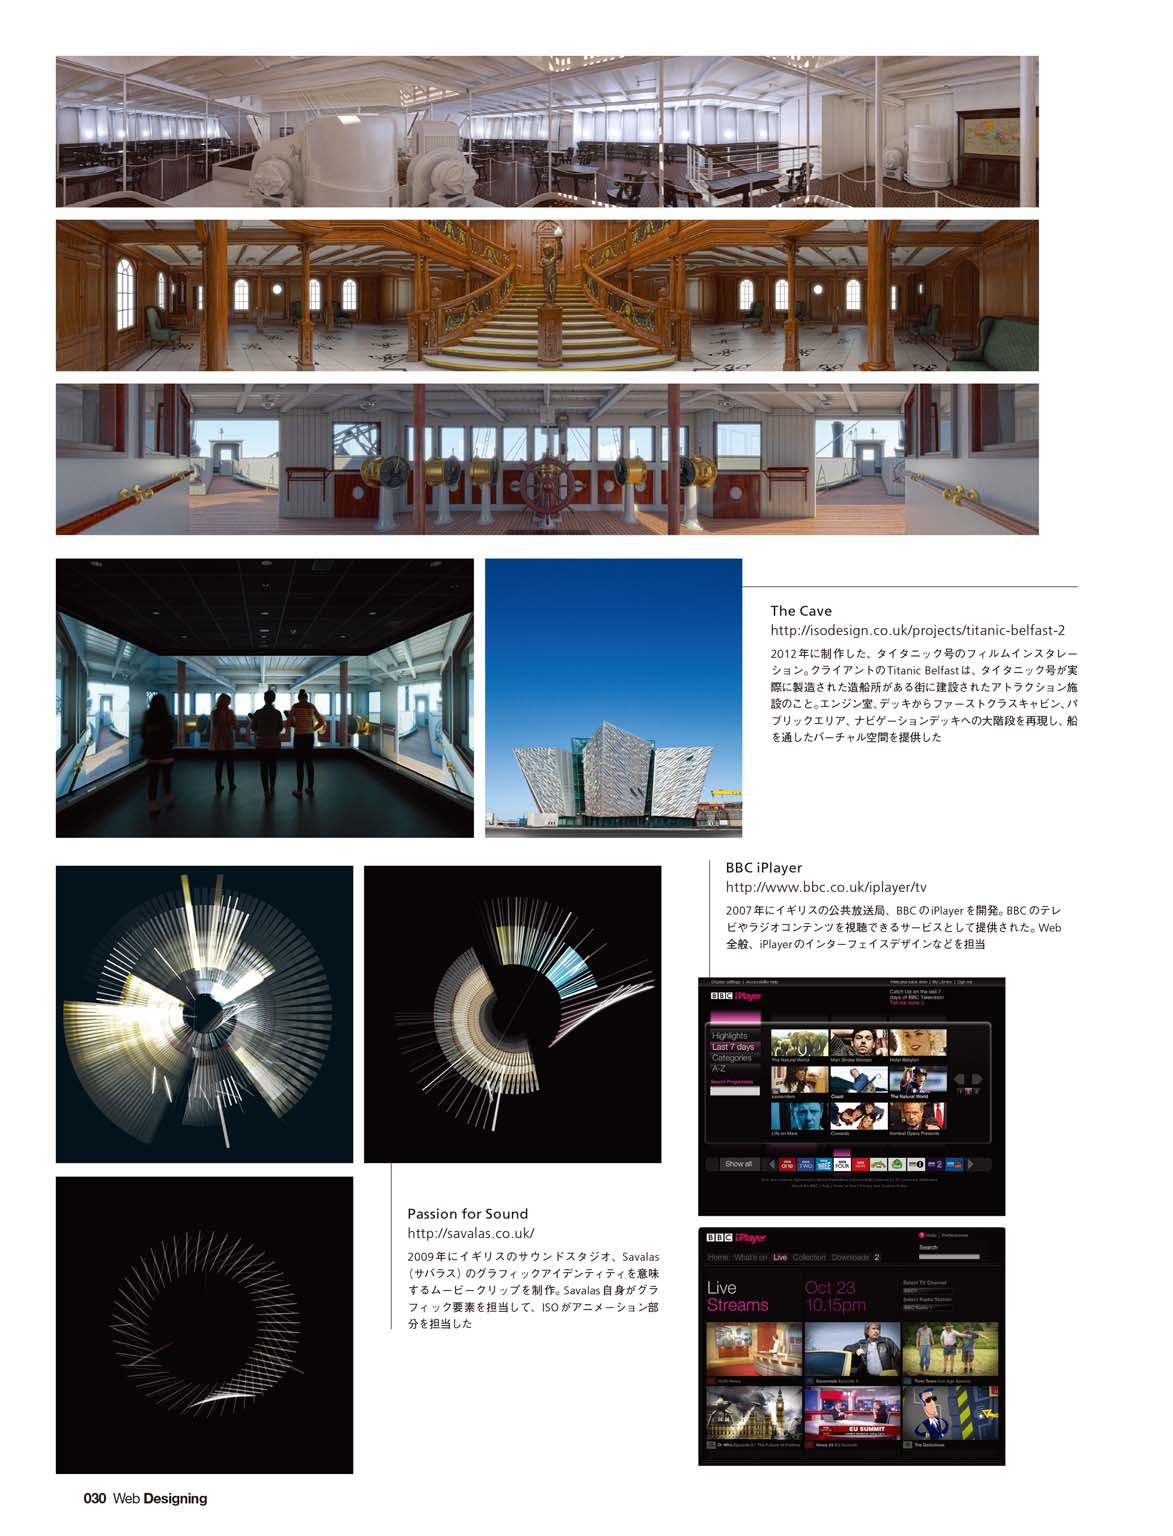 The Cave
http://isodesign.co.uk/projects/titanic-belfast-2
2012年に制作した、タイタニック号のフィルムインスタレー
ション。クライアントのTitanic Belfastは、タイタニック号が実
際に製造された造船所がある街に建設されたアトラクション施
設のこと。エンジン室、デッキからファーストクラスキャビン、パ
ブリックエリア、ナビゲーションデッキへの大階段を再現し、船
を通したバーチャル空間を提供した
BBC iPlayer
http://www.bbc.co.uk/iplayer/tv
2007年にイギリスの公共放送局、BBCのiPlayerを開発。BBCのテレ
ビやラジオコンテンツを視聴できるサービスとして提供された。Web
全般、iPlayerのインターフェイスデザインなどを担当
BBC iPlayer
Catch Up on the last 7
days of BBC Television
Highlights
Last 7 days
Categories
A-Z
Search Programmes
The Natural World
Hotel Babylon
Coast
The Natural World
Life on Mars
Cowards
Show all
BBC iPlayer
Help | Preferences
Home What's on Live Collection Downloads 2
Search
Live
Streams
Oct 23
10.15pm
Select TV Channel
Select Radio Station
BBC Radio 1
EU SUMMIT
Passion for Sound
http://savalas.co.uk/
2009年にイギリスのサウンドスタジオ、Savalas
（サバラス）のグラフィックアイデンティティを意味
するムービークリップを制作。Savalas自身がグラ
フィック要素を担当して、ISOがアニメーション部
分を担当した
030 Web Designing